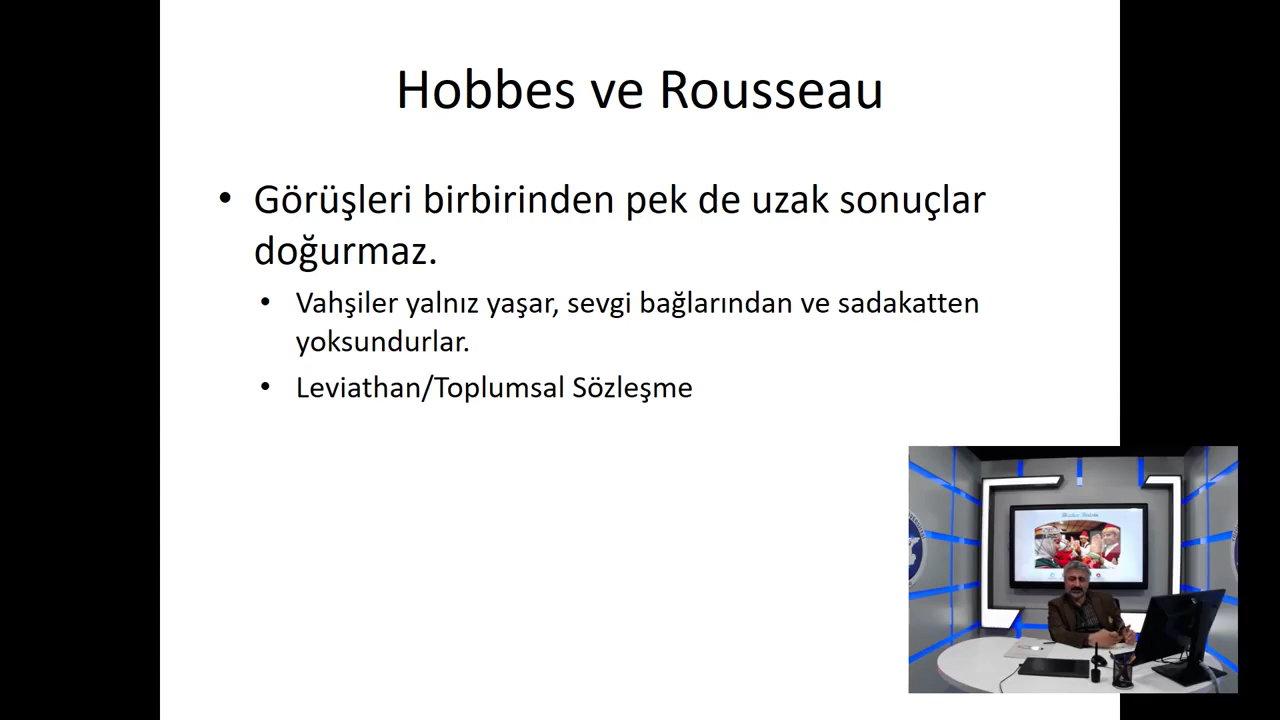 Hobbes ve Rousseau
• Görüşleri birbirinden pek de uzak sonuçlar
doğurmaz.
• Vahşiler yalnız yaşar, sevgi bağlarından ve sadakatten
yoksundurlar.
• Leviathan/Toplumsal Sözleşme